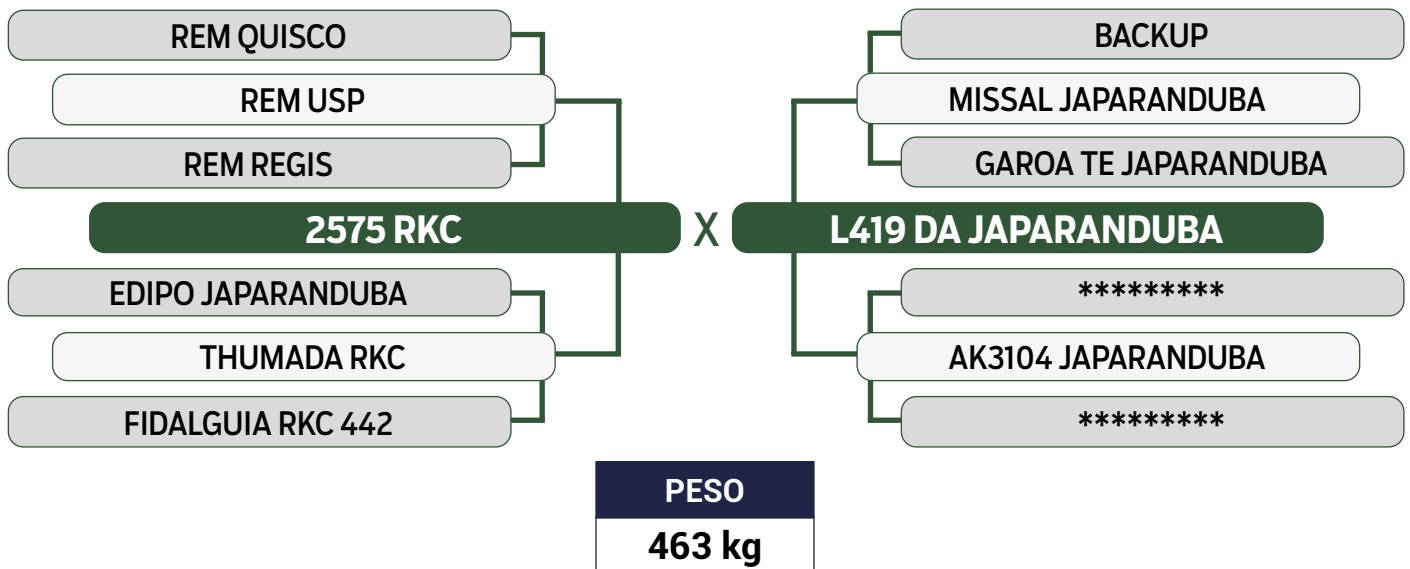 REM QUISCO
BACKUP
REM USP
MISSAL JAPARANDUBA
REM REGIS
GAROA TE JAPARANDUBA
2575 RKC X L419 DA JAPARANDUBA
EDIPO JAPARANDUBA
*********
THUMADA RKC
AK3104 JAPARANDUBA
FIDALGUIA RKC 442
*********
PESO
463 kg